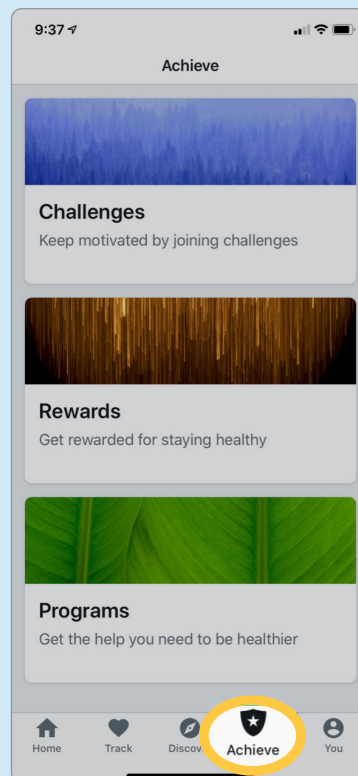 9:37
Achieve
Challenges
Keep motivated by joining challenges
Rewards
Get rewarded for staying healthy
Programs
Get the help you need to be healthier
Home Track Discov Achieve You